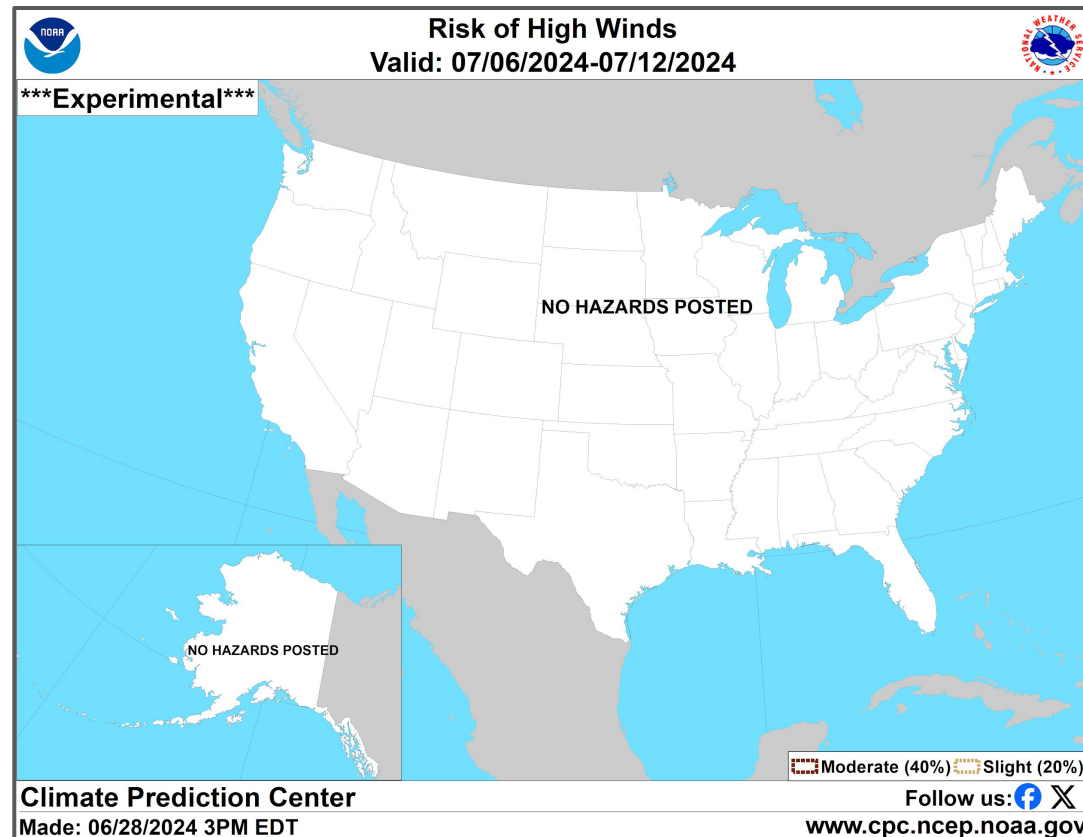 NOAA
Risk of High Winds
Valid: 07/06/2024-07/12/2024
NATIONAL WEATHER SERVICE
***Experimental***
NO HAZARDS POSTED
NO HAZARDS POSTED
Moderate (40%) Slight (20%)
Climate Prediction Center
Follow us:
Made: 06/28/2024 3PM EDT
www.cpc.ncep.noaa.gov